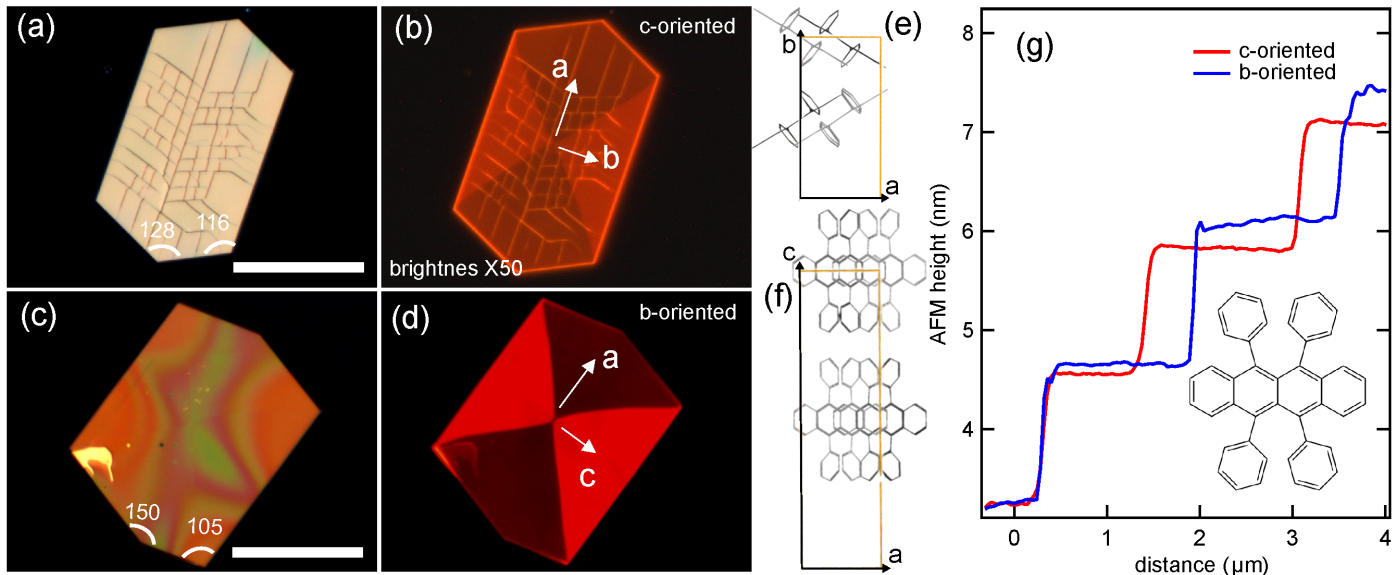 (a)
128
116
(b)
c-oriented
a
b
brightnes X50
(c)
150
105
(d)
b-oriented
a
c
(e)
b
a
(f)
c
a
(g)
c-oriented
b-oriented
AFM height (nm)
8
7
6
5
4
0
1
2
3
4
distance (µm)